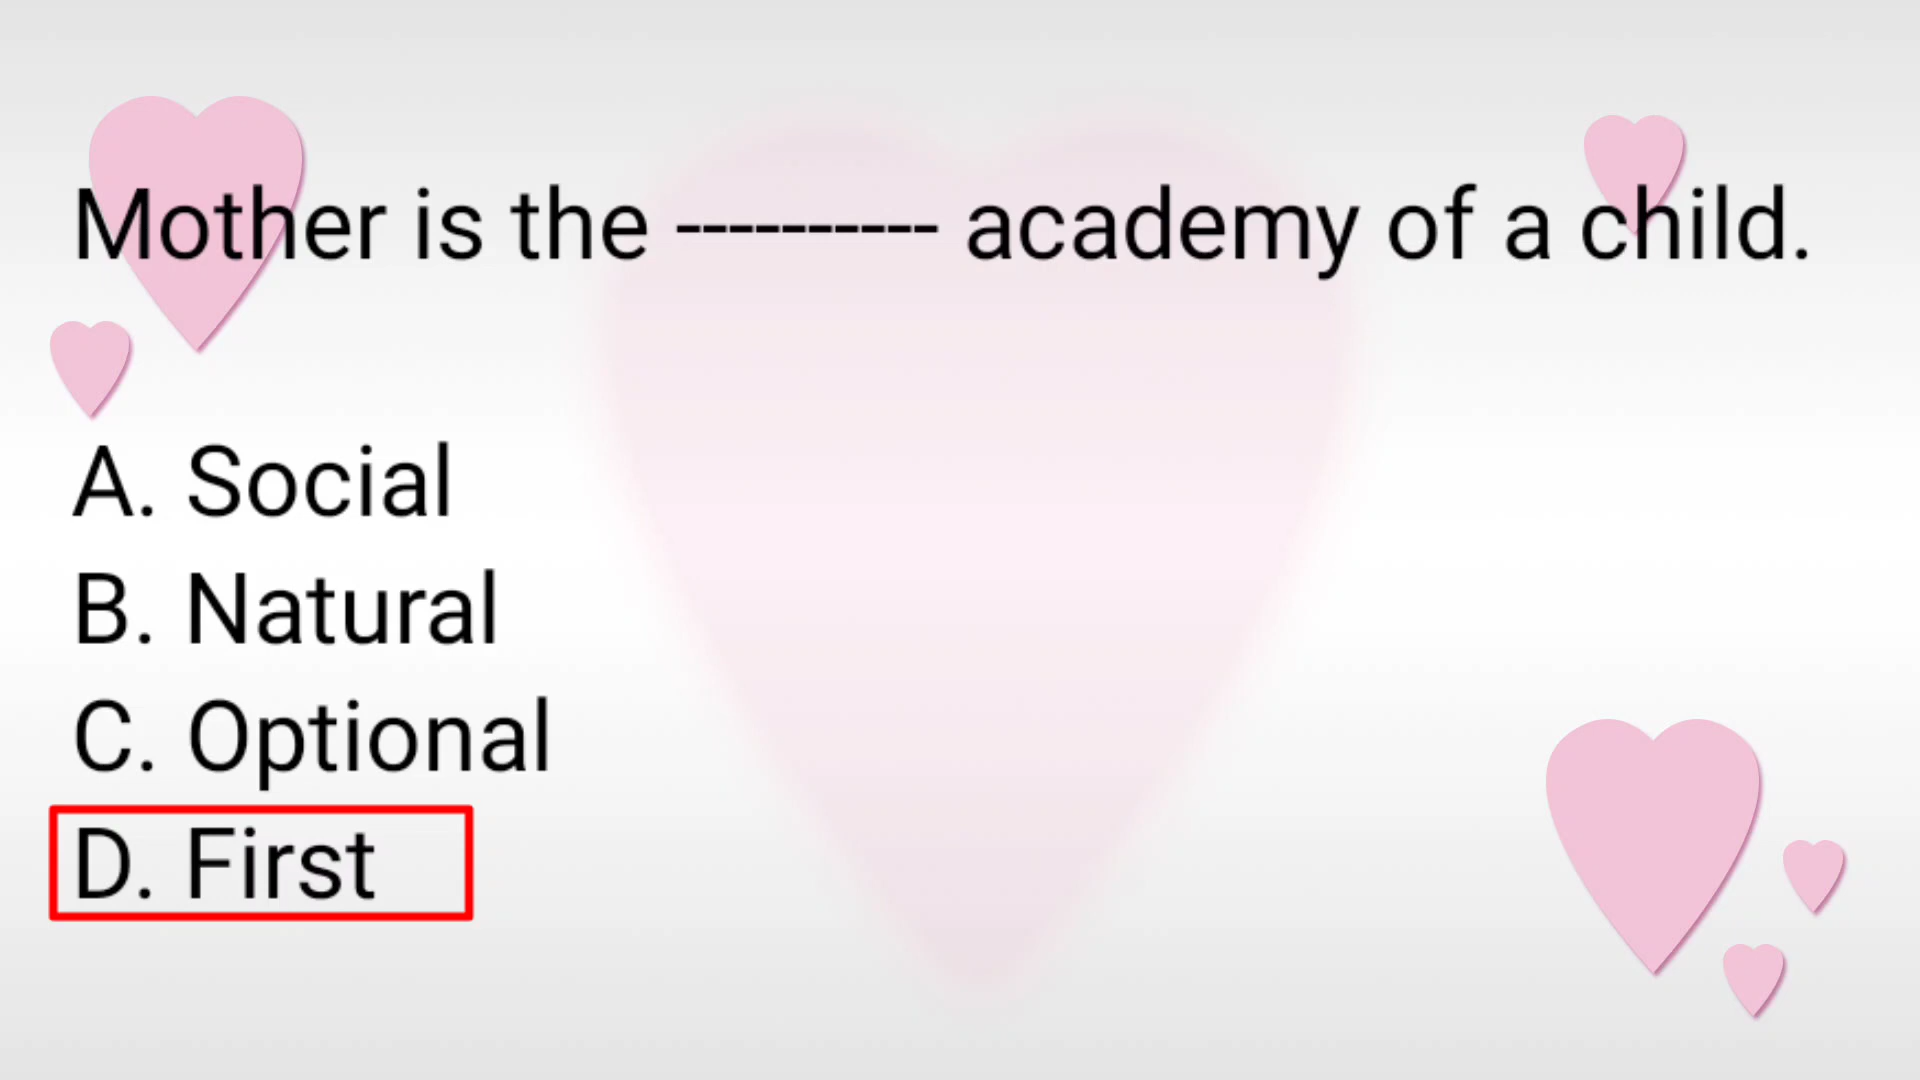 Mother is the ---------- academy of a child.
A. Social
B. Natural
C. Optional
D. First